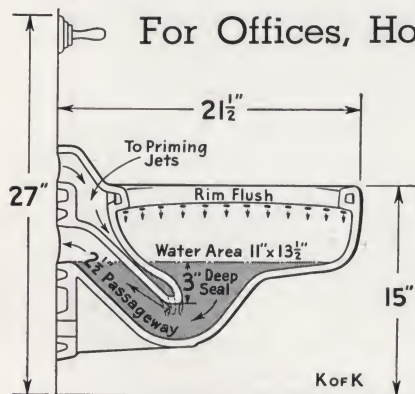 For Offices, Ho
21½"
To Priming
Jets
Rim Flush
27"
Water Area 11" x 13½"
2½" Passageway
3" Deep
Seal
15"
K OF K